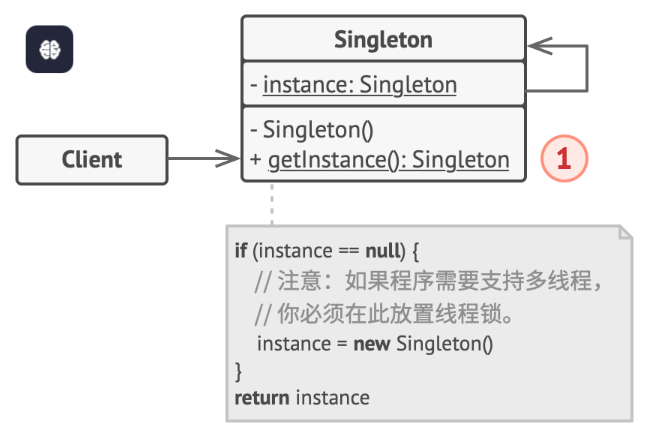 Singleton
- instance: Singleton
- Singleton()
+ getInstance(): Singleton
Client
1
if (instance == null) {
// 注意：如果程序需要支持多线程，
// 你必须在此放置线程锁。
instance = new Singleton()
}
return instance